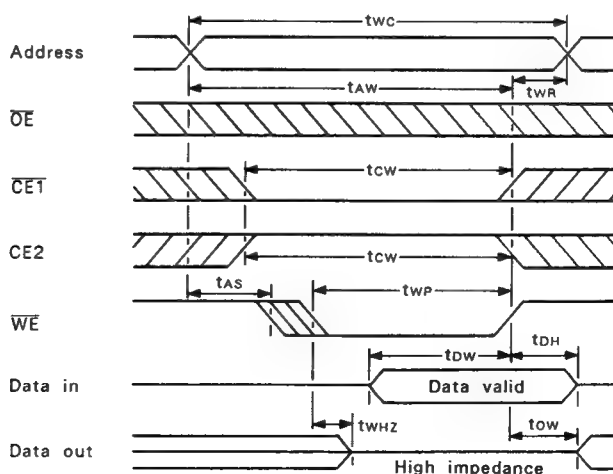 tWC
Address
tAW
tWR
OE
tCW
CE1
CE2
tCW
tAS
tWP
WE
tDW
tDH
Data in
Data valid
tWHZ
tOW
Data out
High impedance